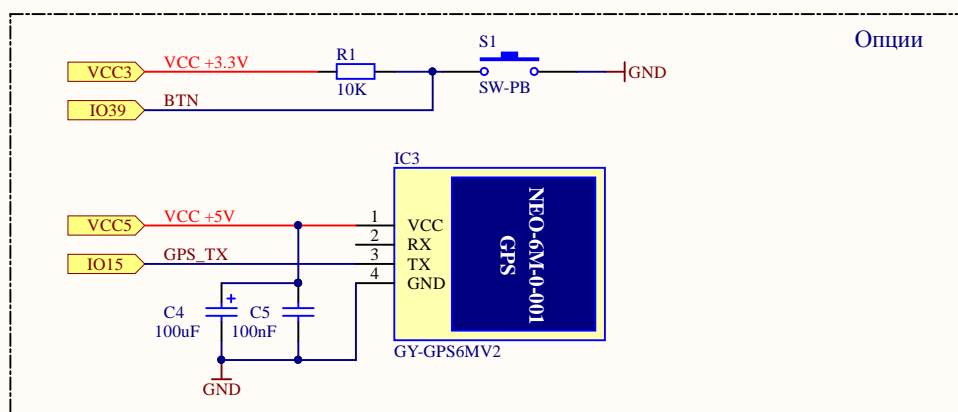 Опции
S1
R1
VCC3
VCC +3.3V
GND
10K
SW-PB
IO39
BTN
IC3
VCC5
VCC +5V
1
VCC
2
RX
IO15
GPS_TX
3
TX
4
GND
NEO-6M-0-001
GPS
+
C4
C5
100uF
100nF
GND
GY-GPS6MV2